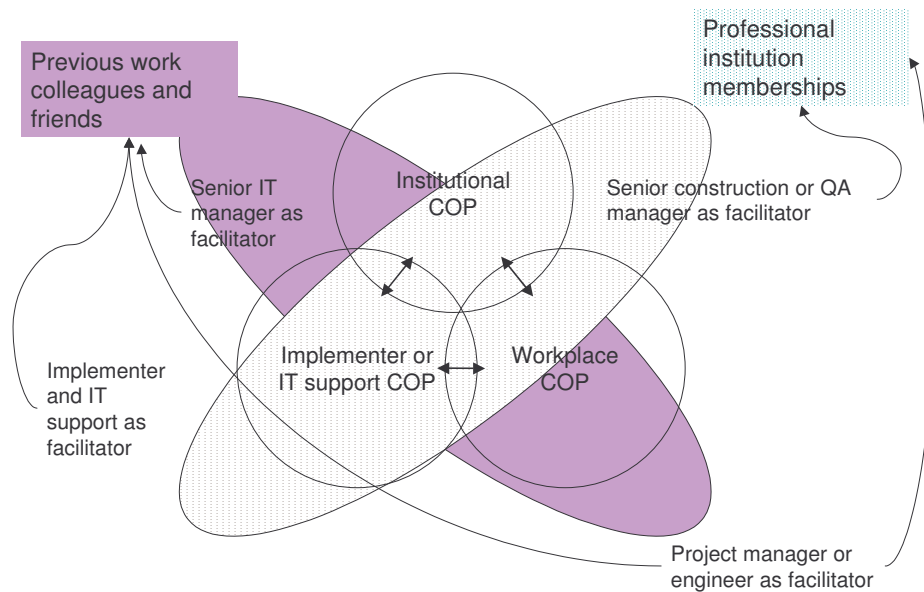 Previous work
colleagues and
friends
Professional
institution
memberships
Senior IT
manager as
facilitator
Institutional
COP
Senior construction or QA
manager as facilitator
Implementer or
IT support COP
Workplace
COP
Implementer
and IT
support as
facilitator
Project manager or
engineer as facilitator